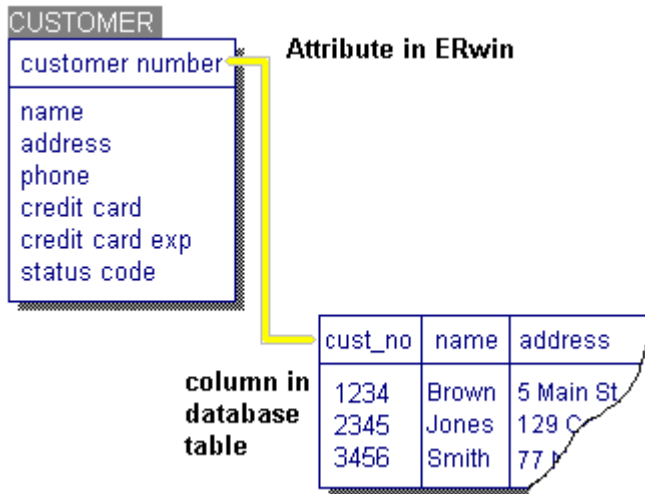 CUSTOMER
customer number
Attribute in ERwin
name
address
phone
credit card
credit card exp
status code
column in
database
table
cust_no name address
1234 Brown 5 Main St
2345 Jones 129
3456 Smith 77